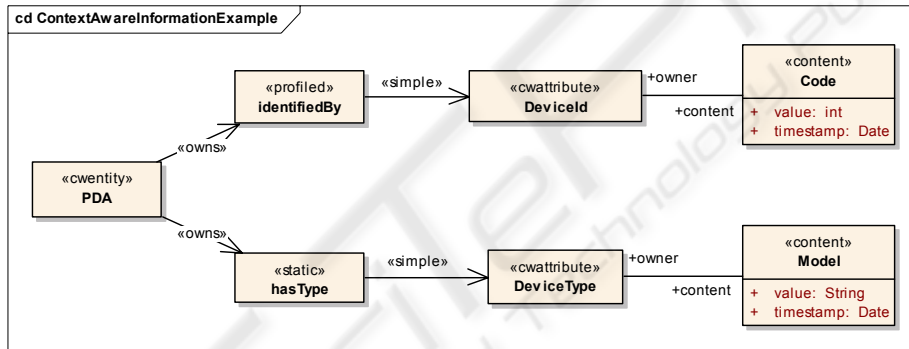 cd ContextAwareInformationExample
«profiled»
identifiedBy
«simple»
«cwattribute»
DeviceId
+owner
+content
«content»
Code
+ value: int
+ timestamp: Date
«owns»
«cwentity»
PDA
«owns»
«static»
hasType
«simple»
«cwattribute»
DeviceType
+owner
+content
«content»
Model
+ value: String
+ timestamp: Date